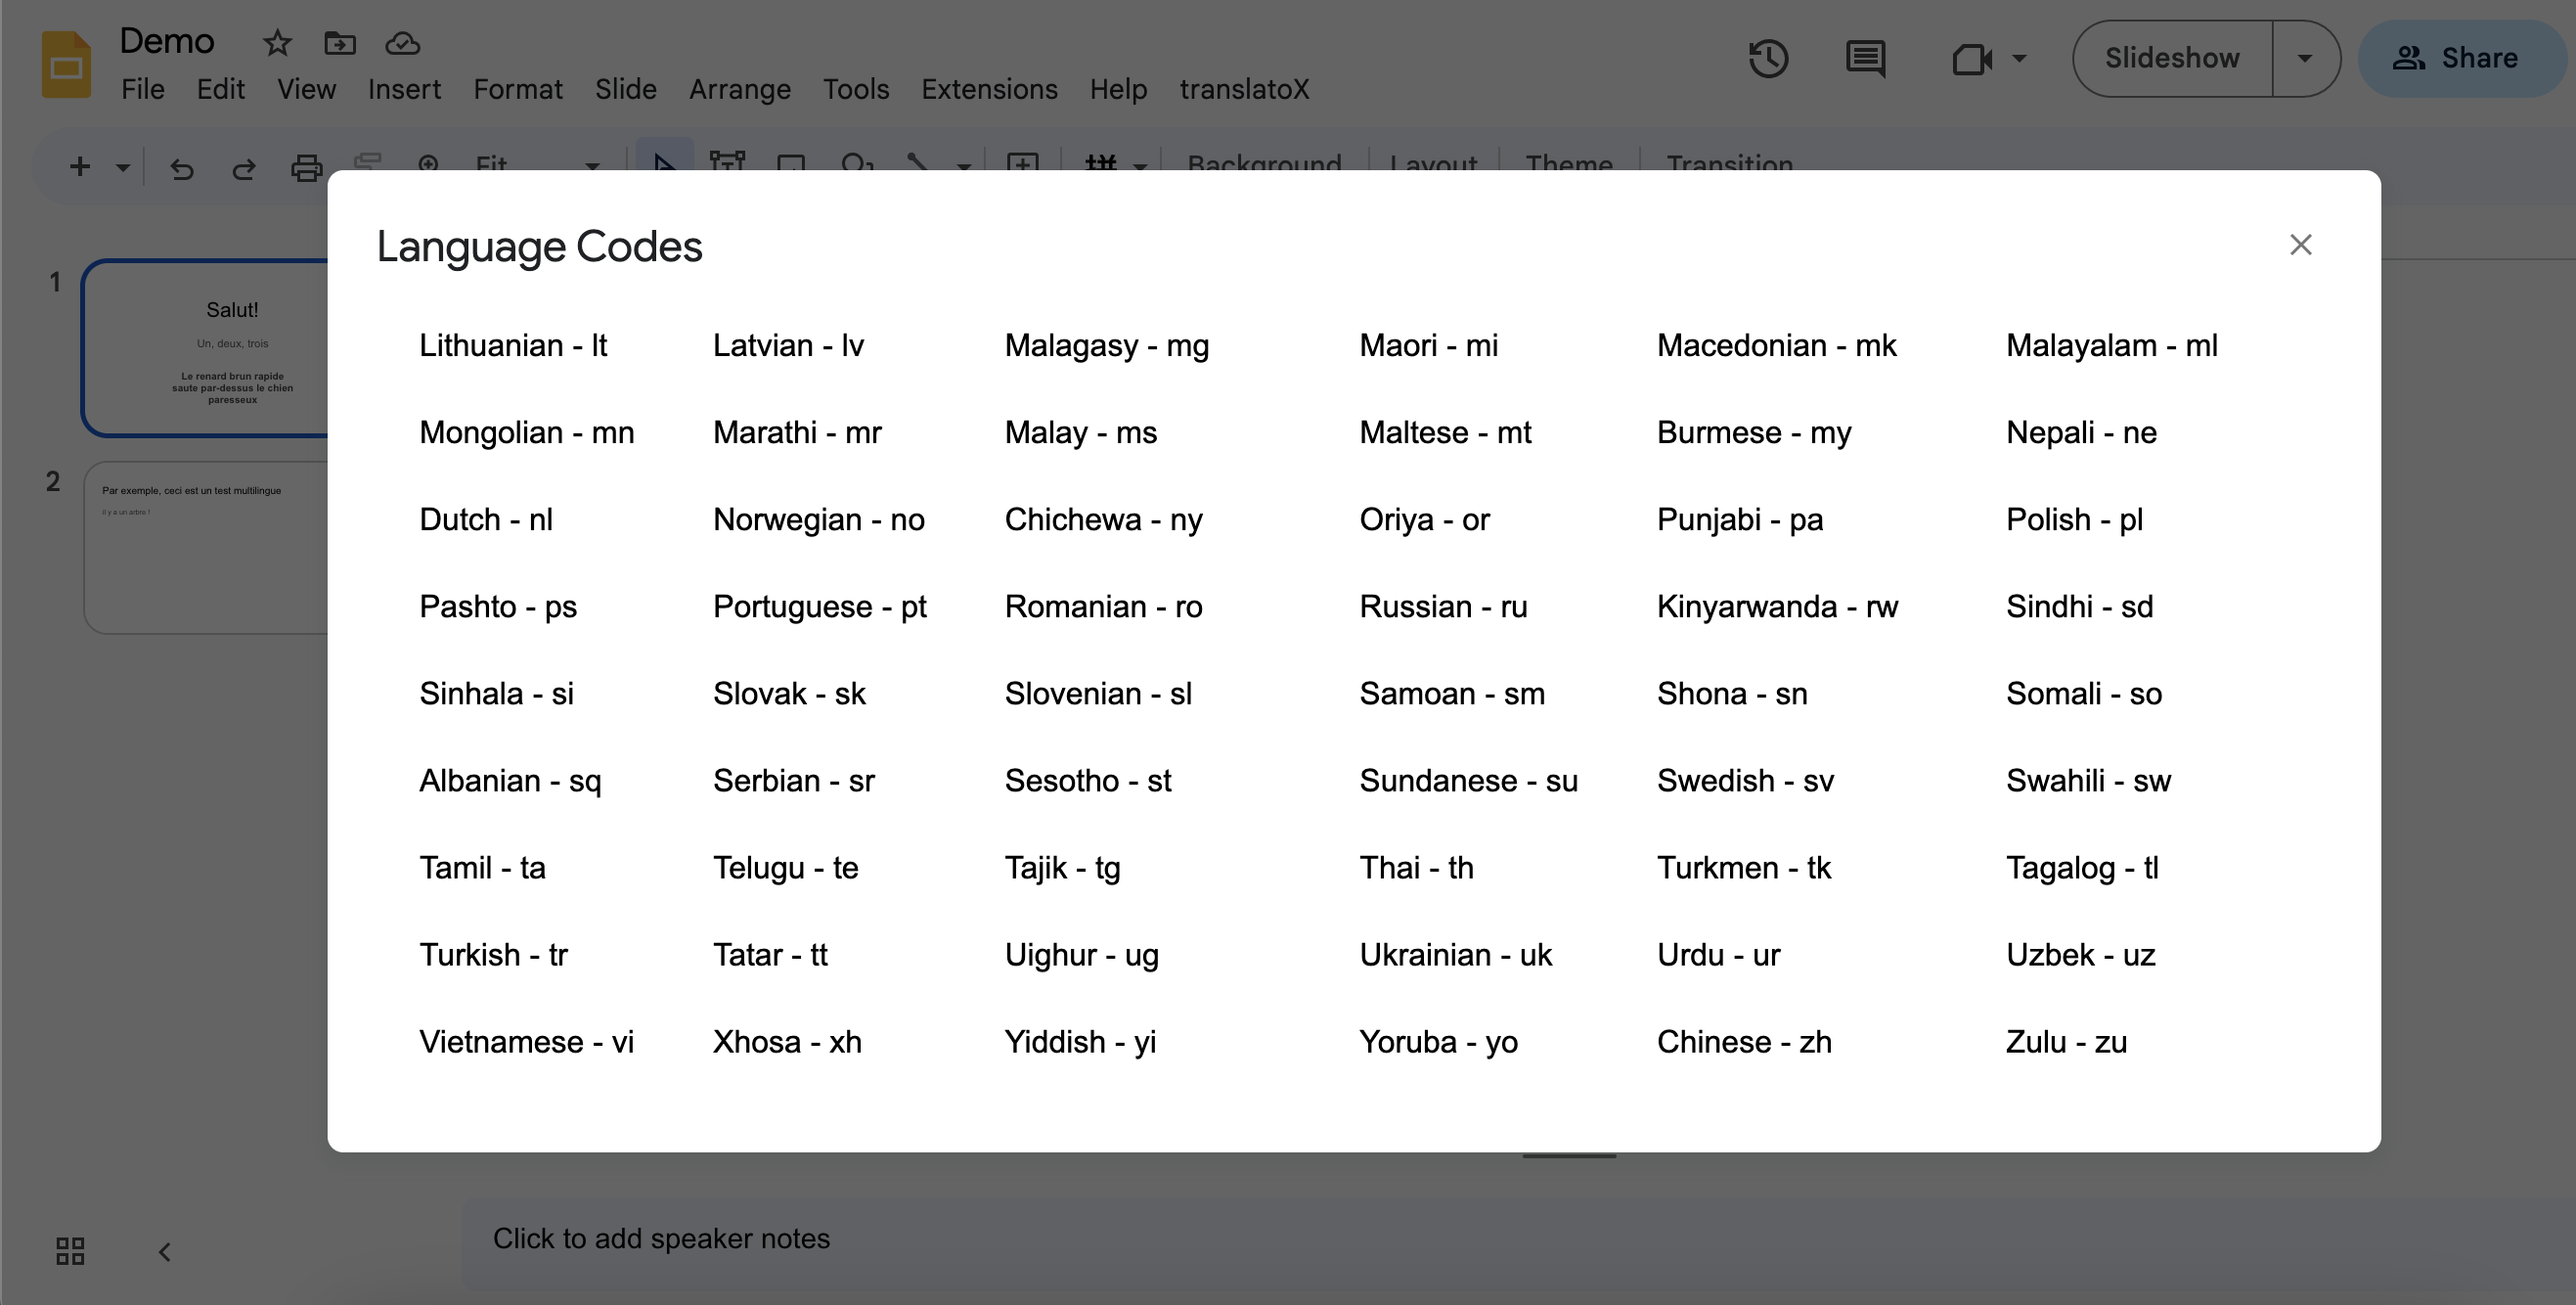 Demo
File Edit View Insert Format Slide Arrange Tools Extensions Help translatoX
Slideshow
Share
Fit
Background Layout Theme Transition
1
Salut!
Un, deux, trois
Le renard brun rapide
saute par-dessus le chien
paresseux
2
Par exemple, ceci est un test multilingue
il y a un arbre !
Language Codes
Lithuanian - lt Latvian - lv Malagasy - mg Maori - mi Macedonian - mk Malayalam - ml
Mongolian - mn Marathi - mr Malay - ms Maltese - mt Burmese - my Nepali - ne
Dutch - nl Norwegian - no Chichewa - ny Oriya - or Punjabi - pa Polish - pl
Pashto - ps Portuguese - pt Romanian - ro Russian - ru Kinyarwanda - rw Sindhi - sd
Sinhala - si Slovak - sk Slovenian - sl Samoan - sm Shona - sn Somali - so
Albanian - sq Serbian - sr Sesotho - st Sundanese - su Swedish - sv Swahili - sw
Tamil - ta Telugu - te Tajik - tg Thai - th Turkmen - tk Tagalog - tl
Turkish - tr Tatar - tt Uighur - ug Ukrainian - uk Urdu - ur Uzbek - uz
Vietnamese - vi Xhosa - xh Yiddish - yi Yoruba - yo Chinese - zh Zulu - zu
Click to add speaker notes